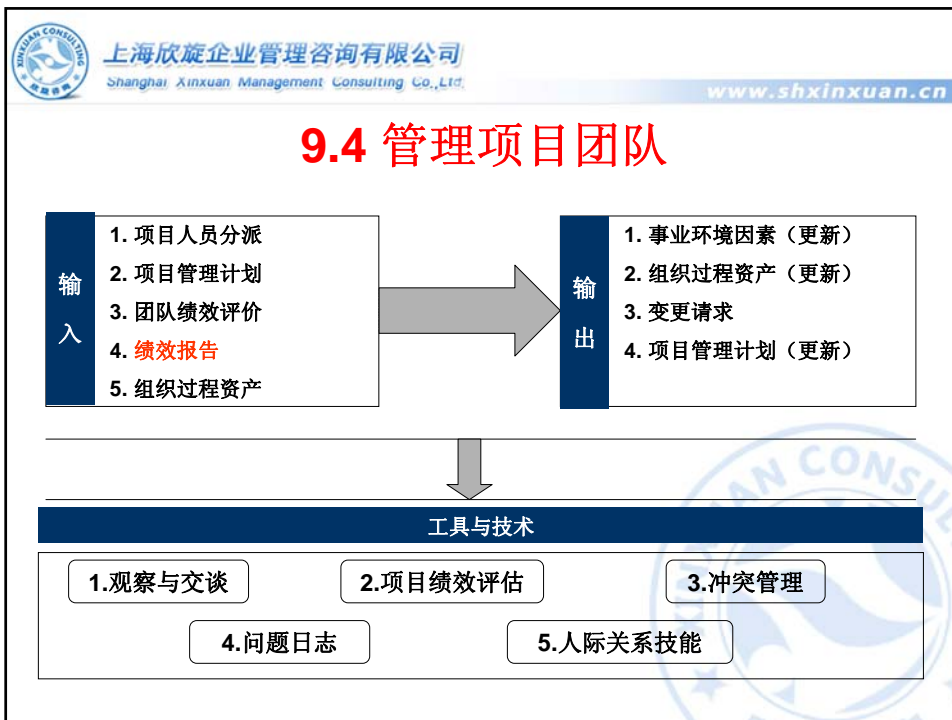 上海欣旋企业管理咨询有限公司
Shanghai Xinxuan Management Consulting Co.,Ltd.
www.shxinxuan.cn
XINXUAN CONSULTING
欣旋咨询
9.4 管理项目团队
输入
1. 项目人员分派
2. 项目管理计划
3. 团队绩效评价
4. 绩效报告
5. 组织过程资产
输出
1. 事业环境因素（更新）
2. 组织过程资产（更新）
3. 变更请求
4. 项目管理计划（更新）
工具与技术
1.观察与交谈
2.项目绩效评估
3.冲突管理
4.问题日志
5.人际关系技能